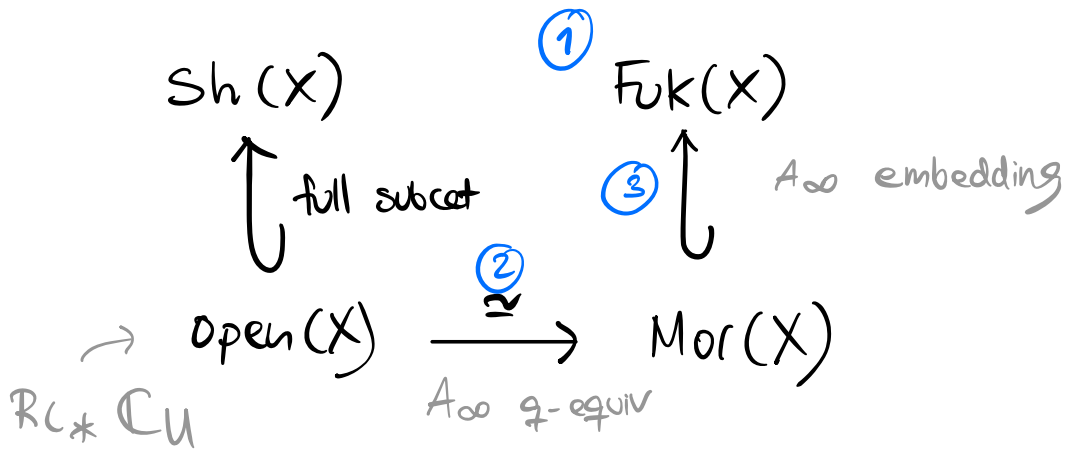 1
Sh(X) Fuk(X)
full subcat 3 A∞ embedding
2
≅
Open(X) Mor(X)
A∞ q-equiv
Rι* ℂU